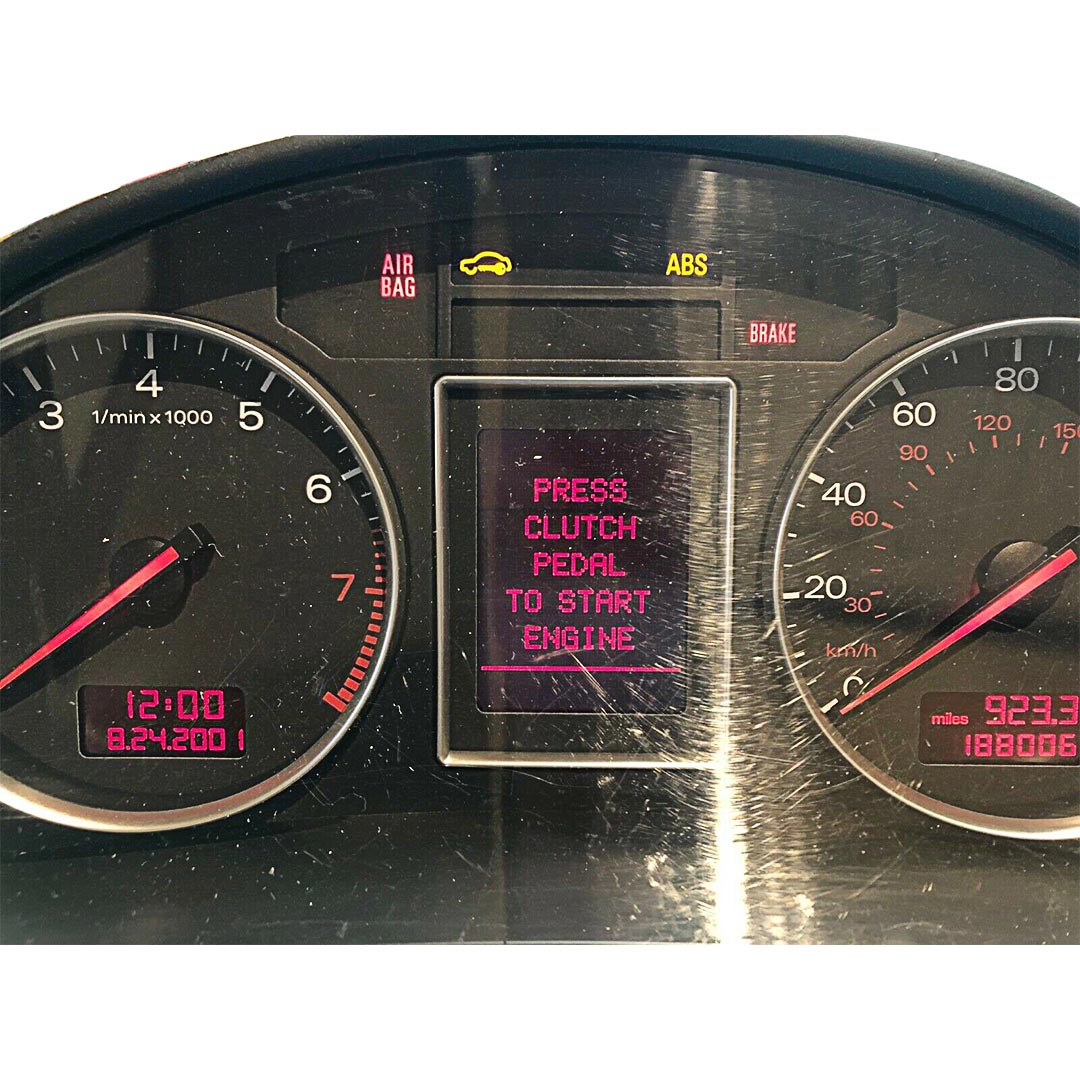 AIR
BAG
ABS
BRAKE
3
4
5
6
7
1/min x 1000
12:00
8.24.2001
PRESS
CLUTCH
PEDAL
TO START
ENGINE
80
60
120
90
40
60
20
30
km/h
0
miles 923.3
188006